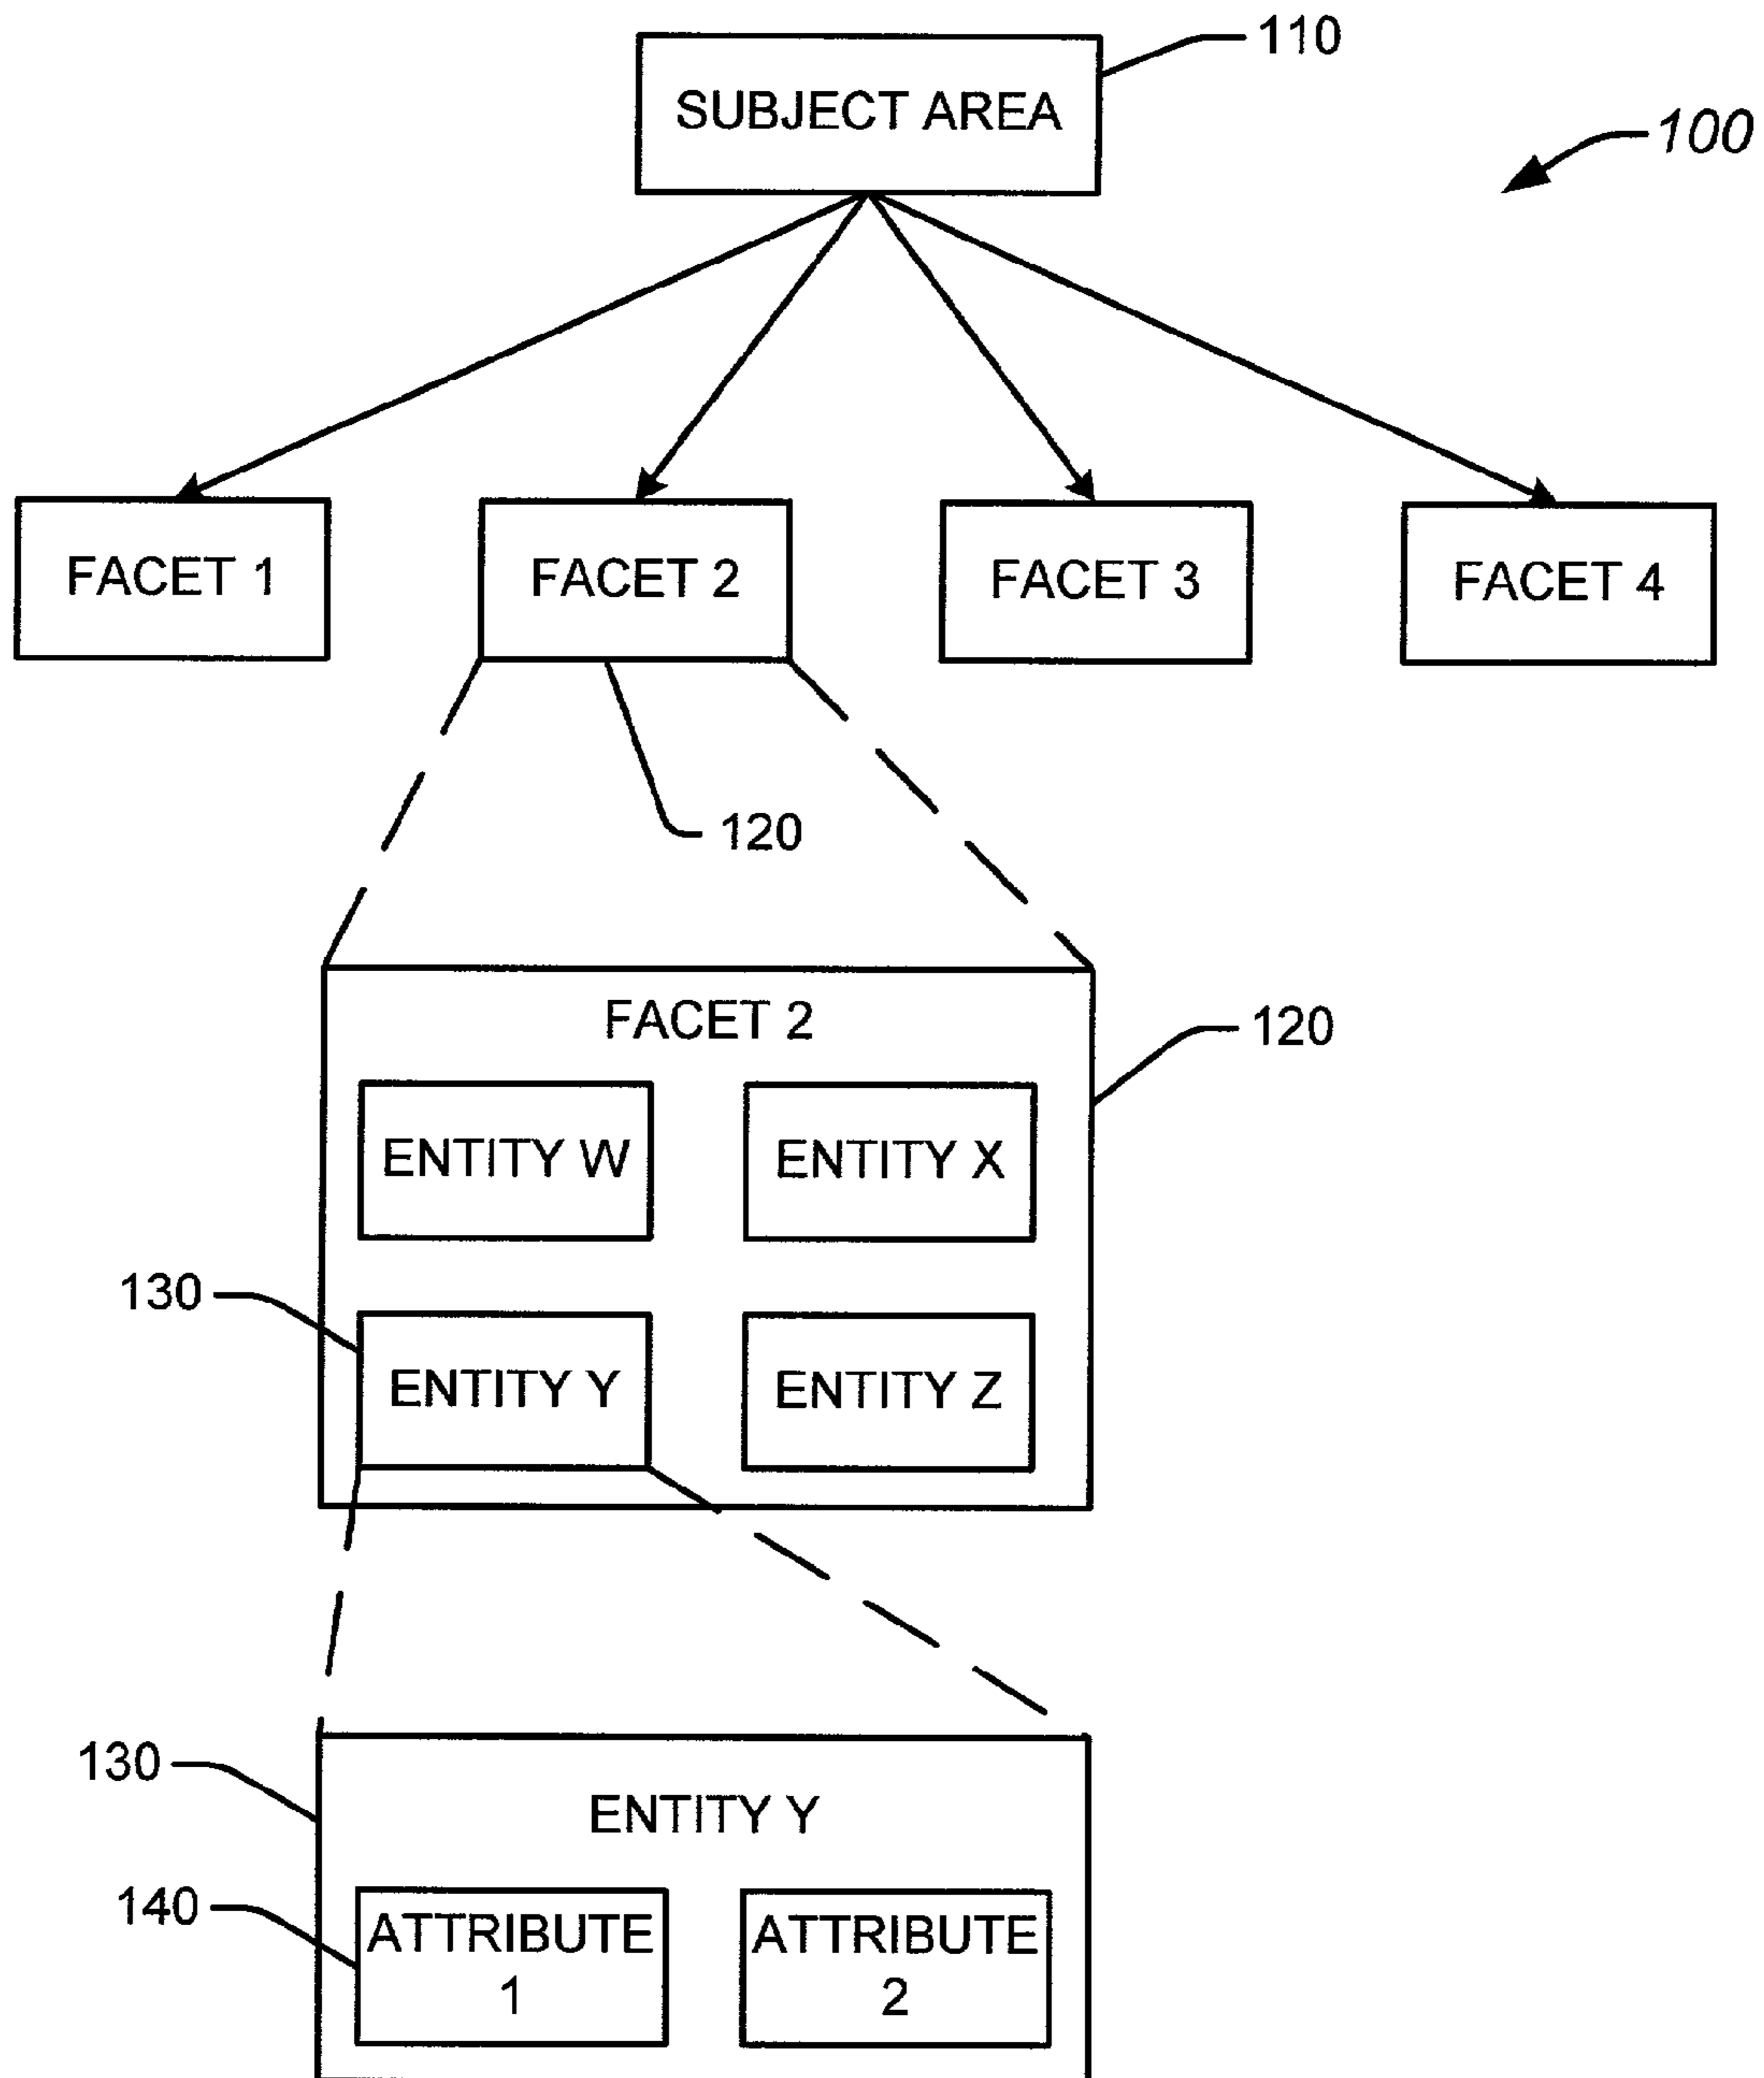 110
SUBJECT AREA
100
FACET 1
FACET 2
FACET 3
FACET 4
120
FACET 2
120
ENTITY W
ENTITY X
130
ENTITY Y
ENTITY Z
130
ENTITY Y
140
ATTRIBUTE
1
ATTRIBUTE
2